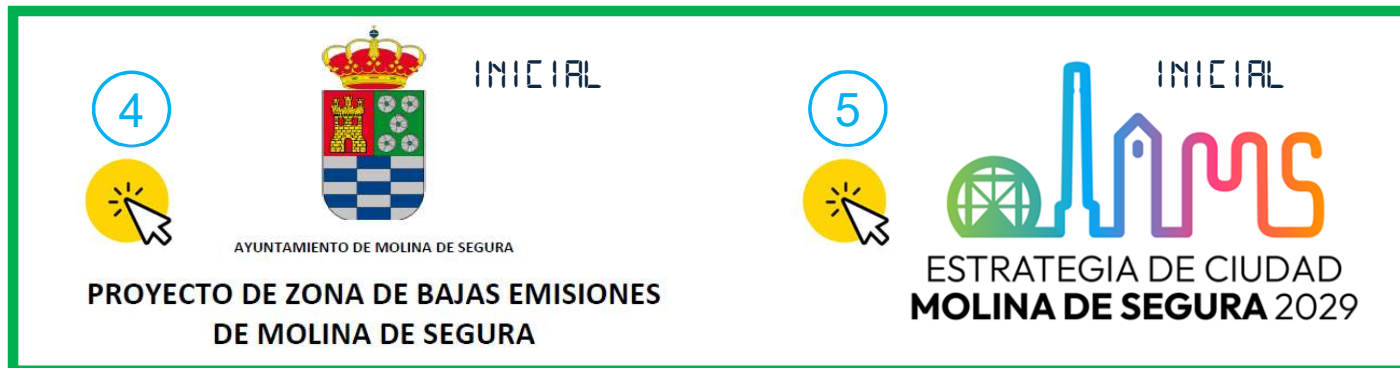 4
INICIAL
AYUNTAMIENTO DE MOLINA DE SEGURA
PROYECTO DE ZONA DE BAJAS EMISIONES
DE MOLINA DE SEGURA
5
INICIAL
MS
ESTRATEGIA DE CIUDAD
MOLINA DE SEGURA 2029